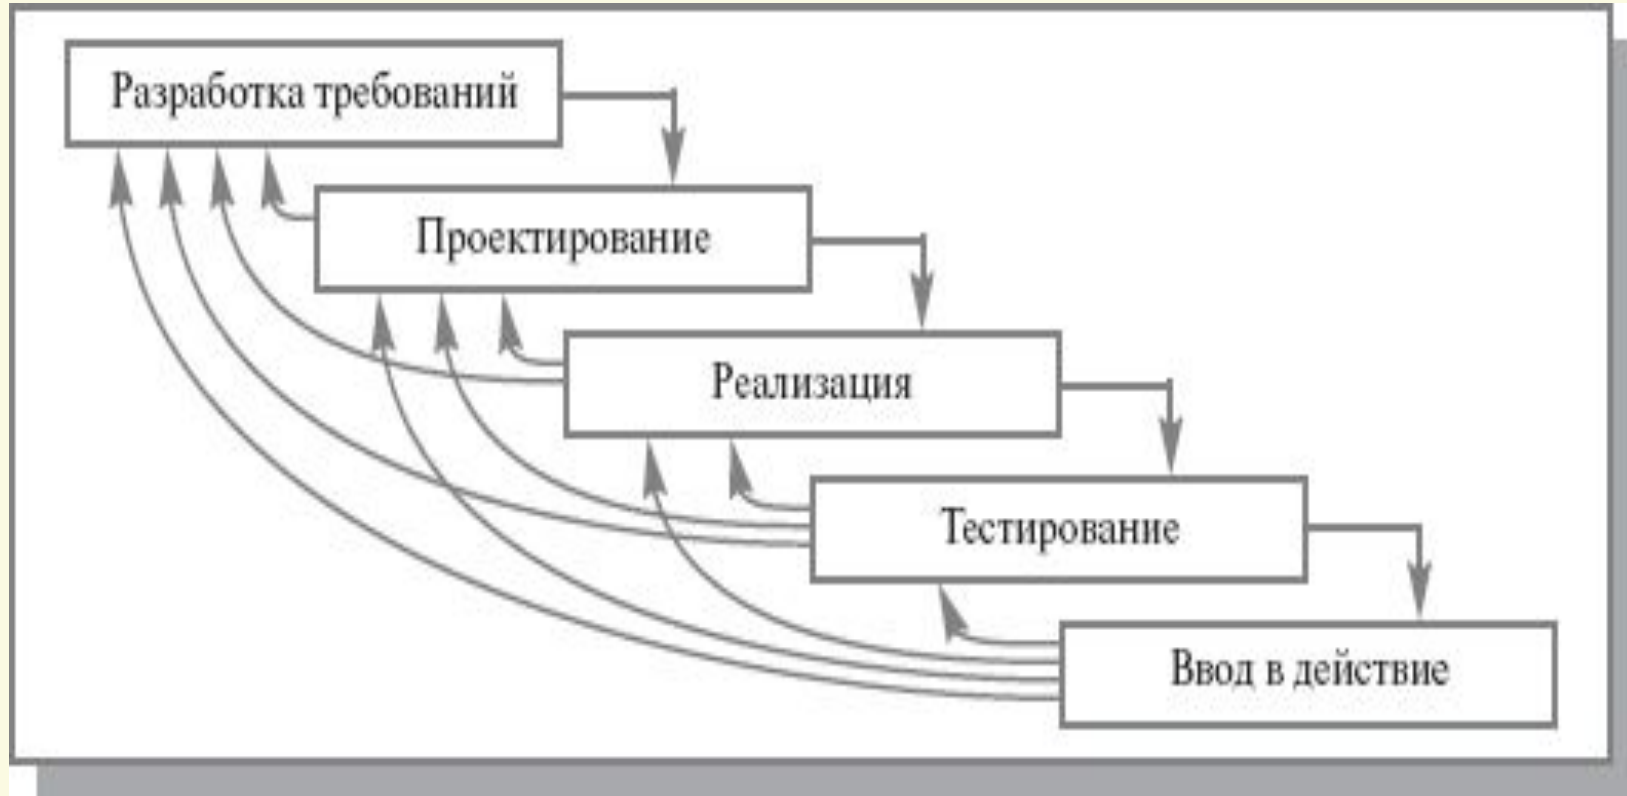 Разработка требований
Проектирование
Реализация
Тестирование
Ввод в действие